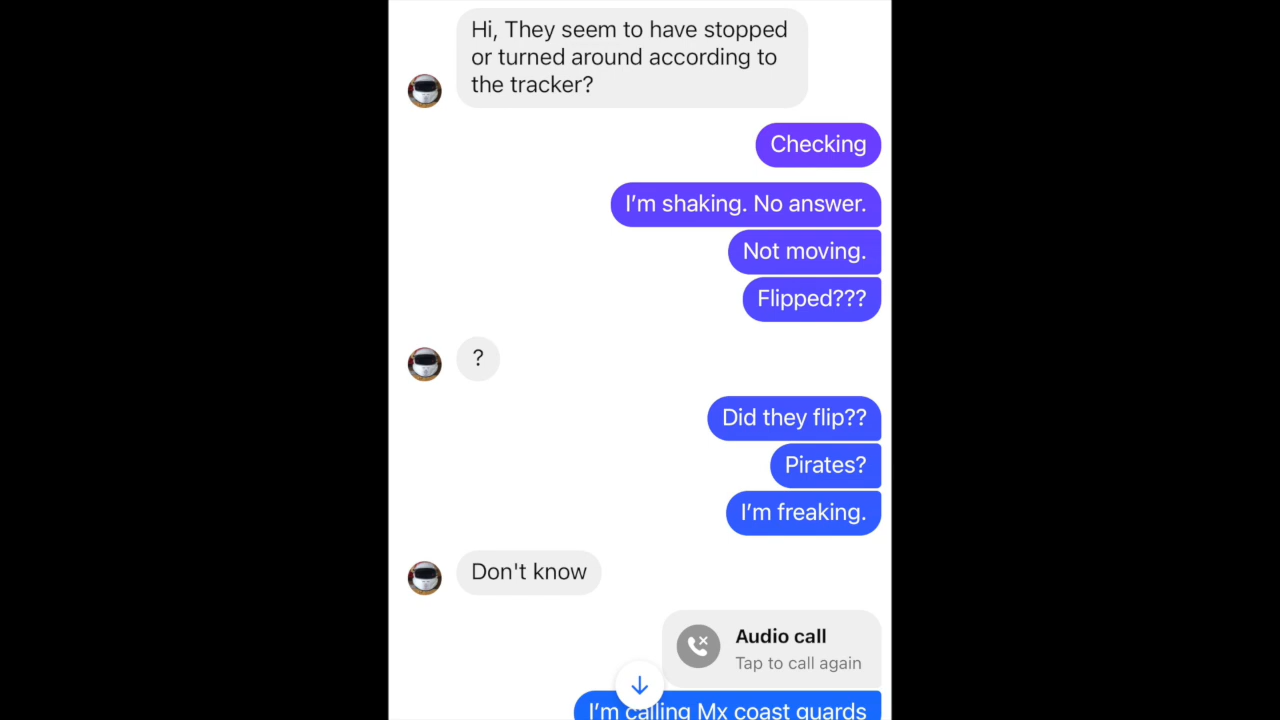 Hi, They seem to have stopped
or turned around according to
the tracker?
Checking
I'm shaking. No answer.
Not moving.
Flipped???
?
Did they flip??
Pirates?
I'm freaking.
Don't know
Audio call
Tap to call again
I'm calling Mx coast guards